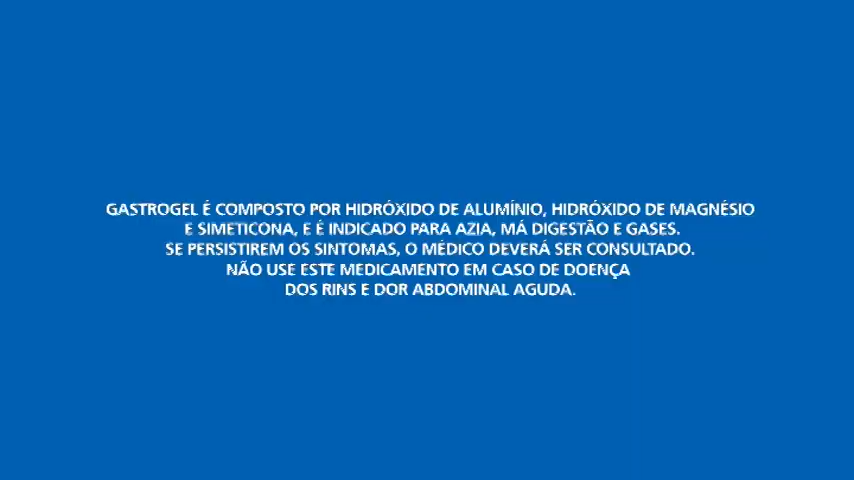 GASTROGEL É COMPOSTO POR HIDRÓXIDO DE ALUMÍNIO, HIDRÓXIDO DE MAGNÉSIO
E SIMETICONA, E É INDICADO PARA AZIA, MÁ DIGESTÃO E GASES.
SE PERSISTIREM OS SINTOMAS, O MÉDICO DEVERÁ SER CONSULTADO.
NÃO USE ESTE MEDICAMENTO EM CASO DE DOENÇA
DOS RINS E DOR ABDOMINAL AGUDA.